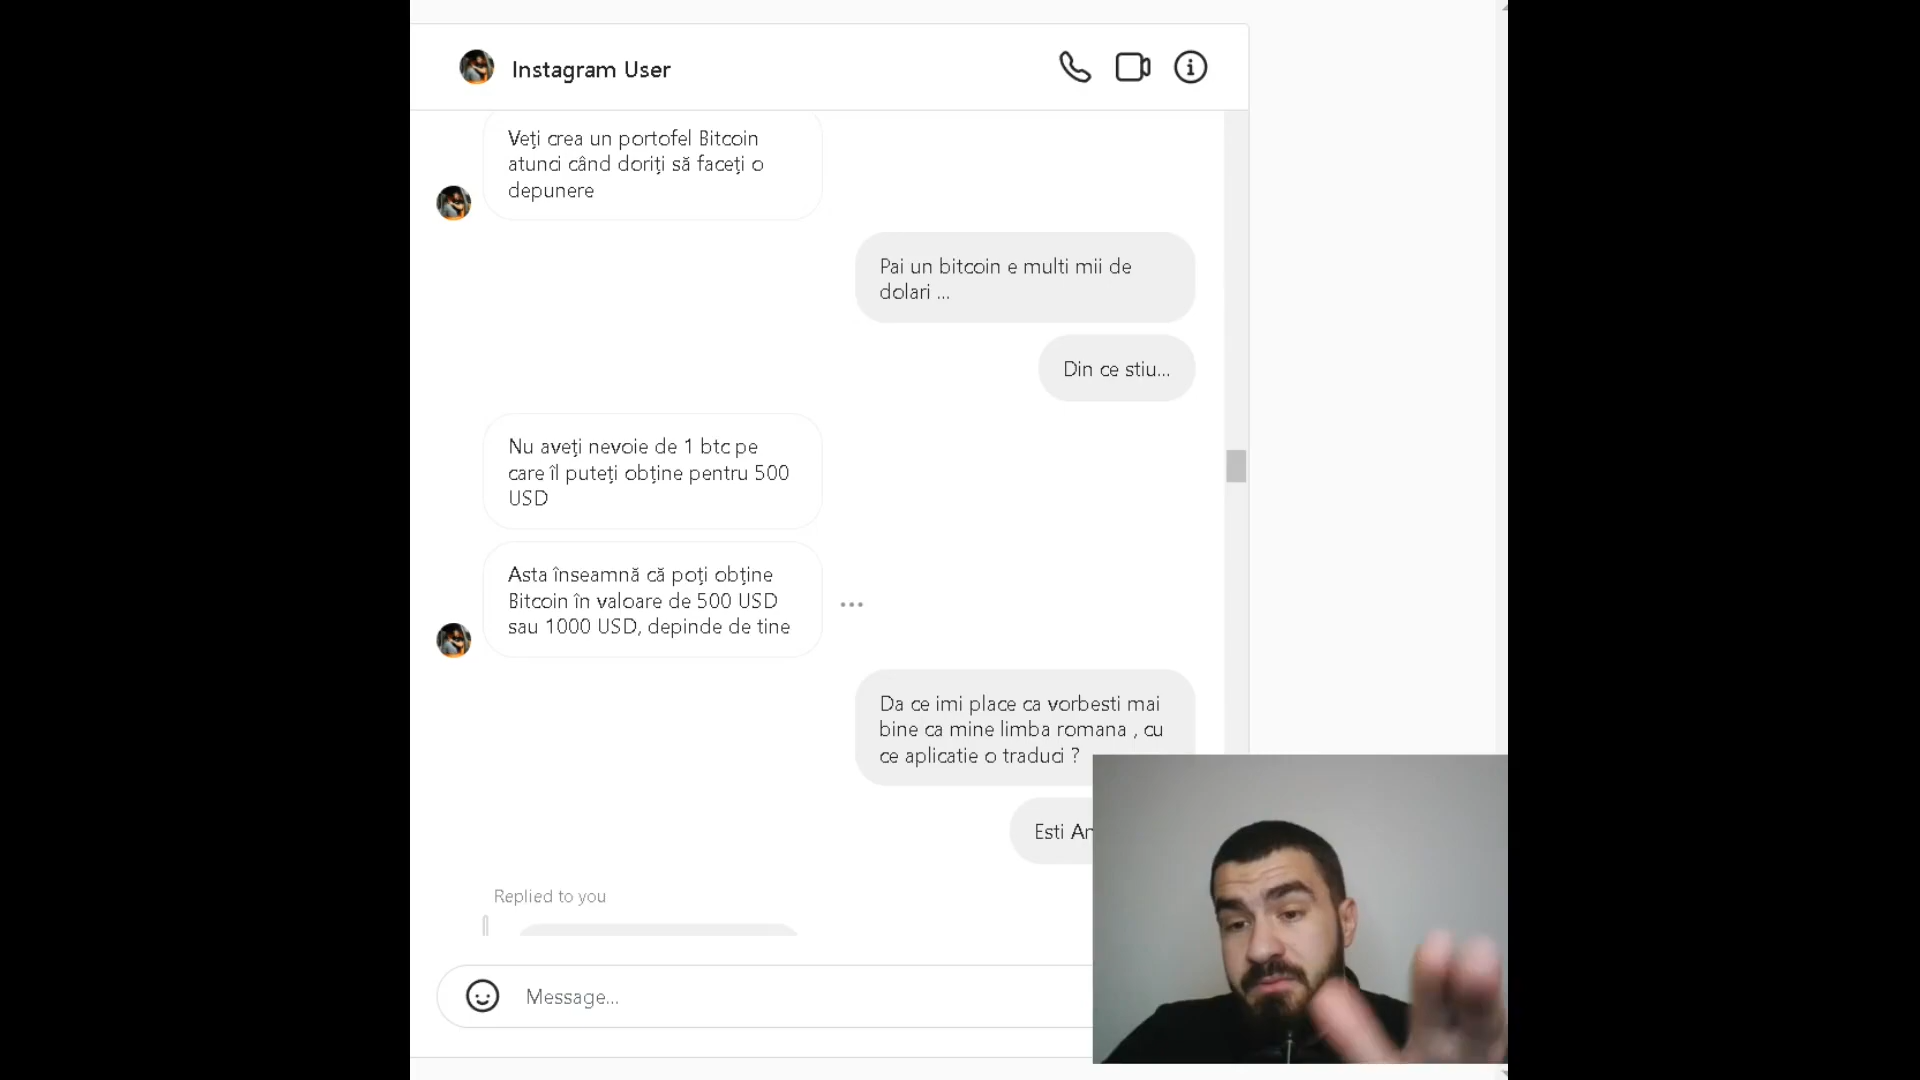 Instagram User
Veți crea un portofel Bitcoin
atunci când doriți să faceți o
depunere
Pai un bitcoin e multi mii de
dolari ...
Din ce stiu...
Nu aveți nevoie de 1 btc pe
care îl puteți obține pentru 500
USD
Asta înseamnă că poți obține
Bitcoin în valoare de 500 USD
sau 1000 USD, depinde de tine
Da ce imi place ca vorbesti mai
bine ca mine limba romana , cu
ce aplicatie o traduci ?
Esti
Replied to you
Message...